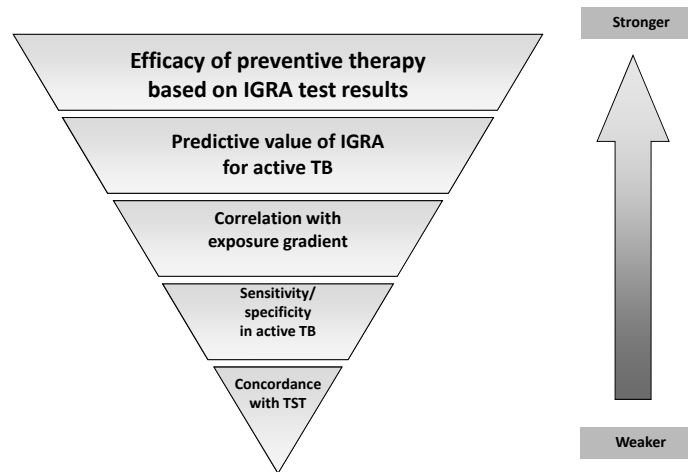 Stronger
Efficacy of preventive therapy
based on IGRA test results
Predictive value of IGRA
for active TB
Correlation with
exposure gradient
Sensitivity/
specificity
in active TB
Concordance
with TST
Weaker